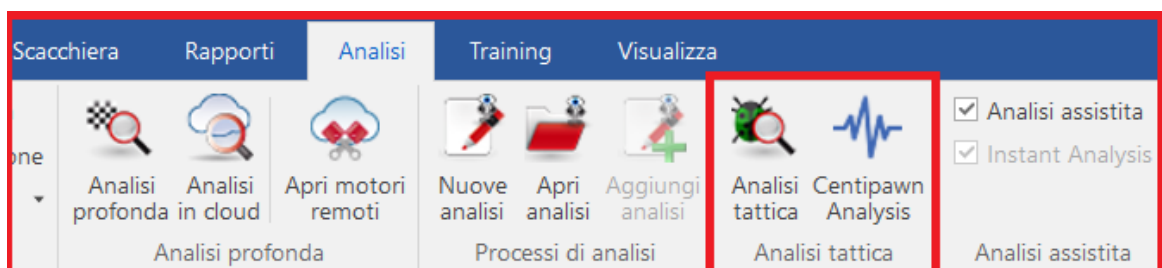 Scacchiera Rapporti Analisi Training Visualizza
Analisi assistita
Instant Analysis
one
Analisi profonda
Analisi in cloud
Apri motori remoti
Nuove analisi
Apri analisi
Aggiungi analisi
Analisi tattica
Centipawn Analysis
Analisi profonda Processi di analisi Analisi tattica Analisi assistita